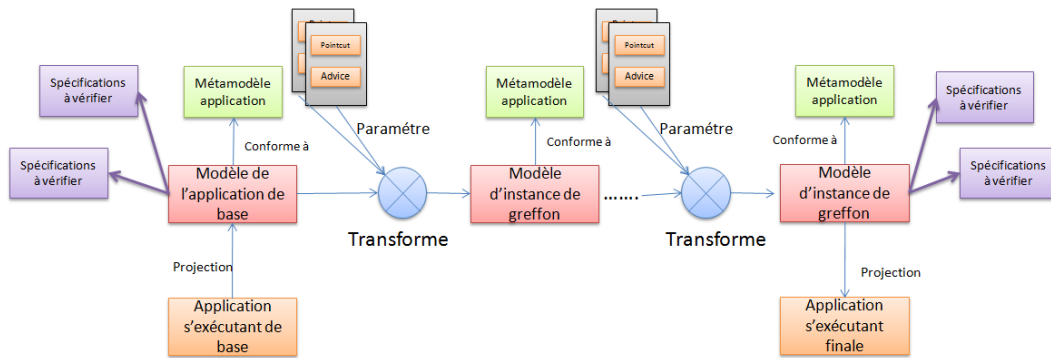 Spécifications
à vérifier
Spécifications
à vérifier
Métamodèle
application
Conforme à
Modèle de
l'application de
base
Projection
Application
s'exécutant de
base
Pointcut
Advice
Paramétre
Transforme
Métamodèle
application
Conforme à
Modèle
d'instance de
greffon
…….
Pointcut
Advice
Paramétre
Transforme
Métamodèle
application
Conforme à
Modèle
d'instance de
greffon
Projection
Application
s'exécutant
finale
Spécifications
à vérifier
Spécifications
à vérifier